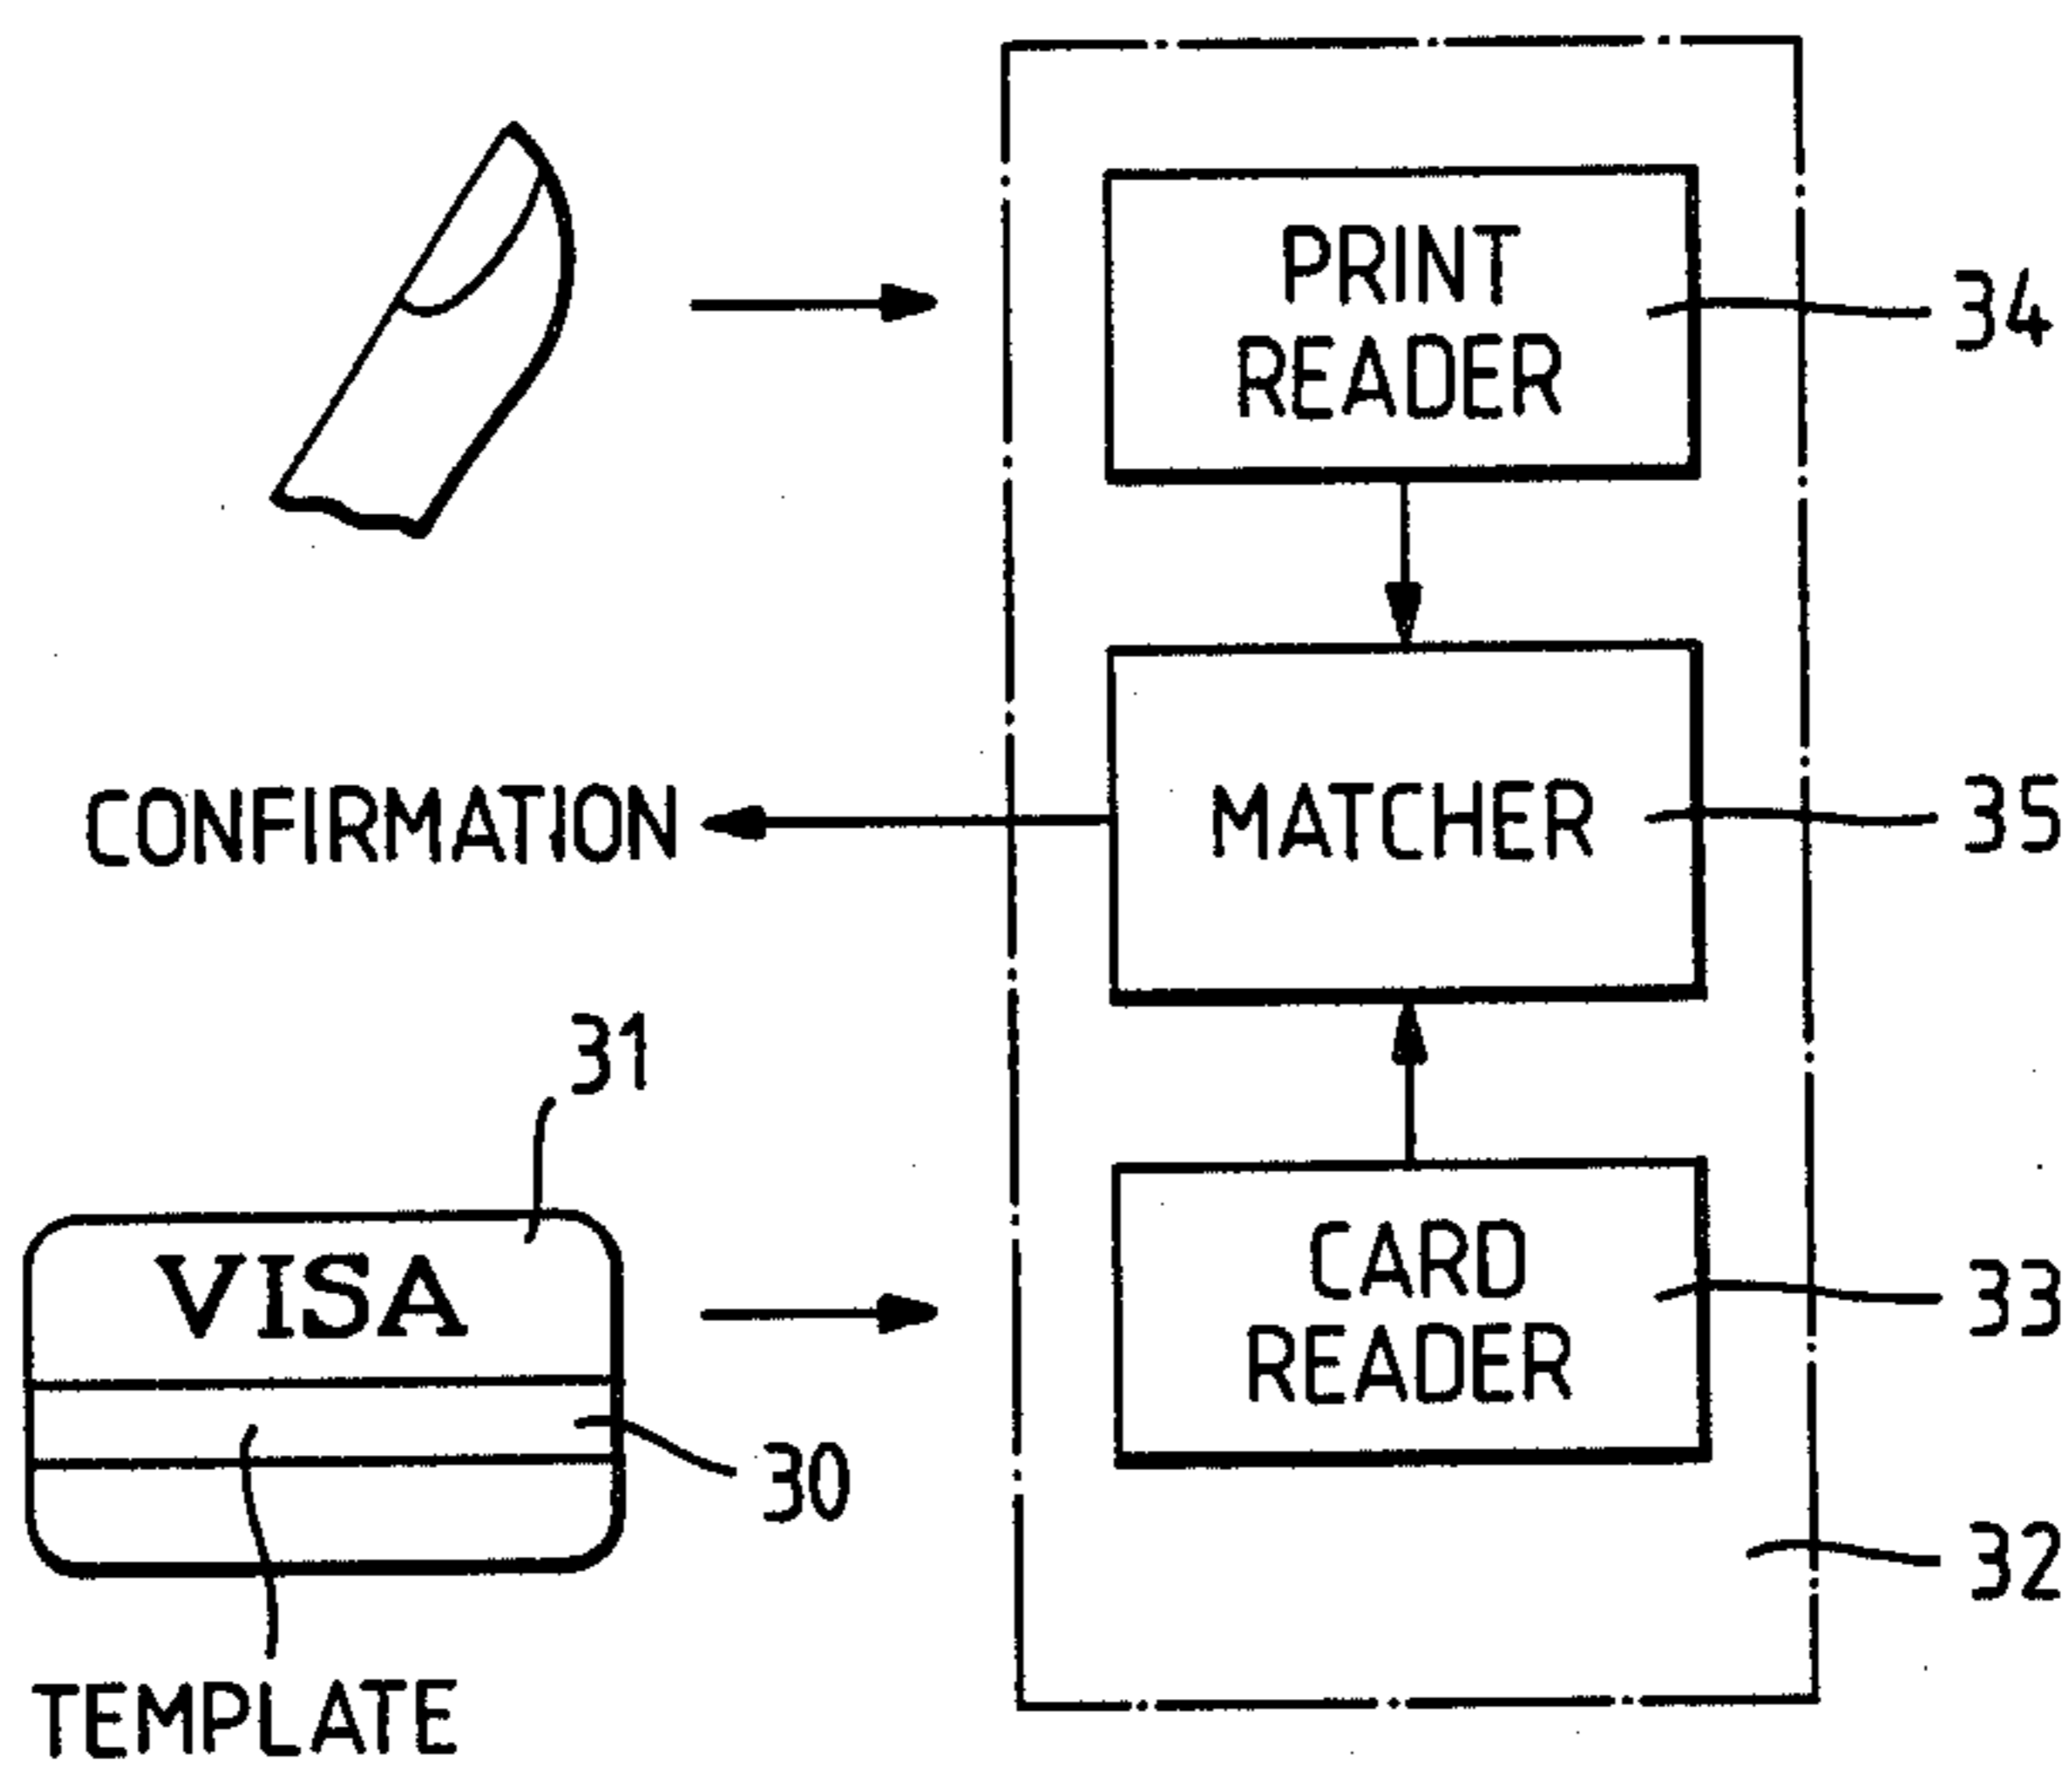 PRINT
READER
34
CONFIRMATION
MATCHER
35
31
VISA
CARD
READER
33
30
32
TEMPLATE